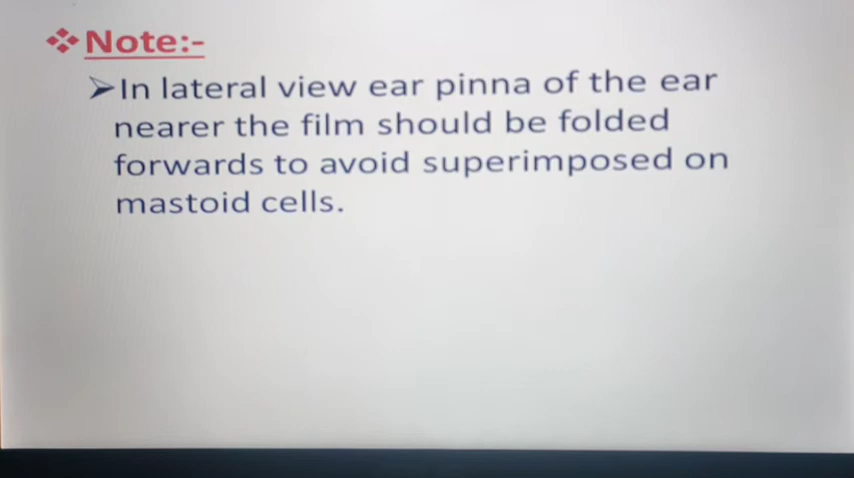 Note:-
In lateral view ear pinna of the ear
nearer the film should be folded
forwards to avoid superimposed on
mastoid cells.